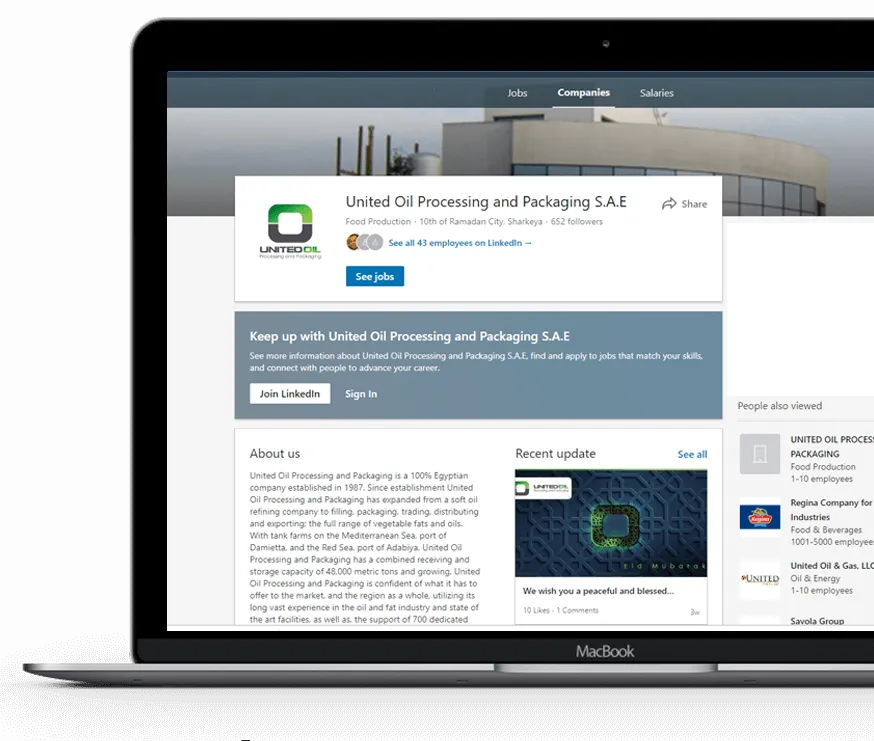 Jobs
Companies
Salaries
United Oil Processing and Packaging S.A.E
Share
Food Production · 10th of Ramadan City, Sharkeya · 652 followers
See all 43 employees on LinkedIn →
UNITED OIL
Processing and Packaging
See jobs
Keep up with United Oil Processing and Packaging S.A.E
See more information about United Oil Processing and Packaging S.A.E, find and apply to jobs that match your skills,
and connect with people to advance your career.
Join LinkedIn
Sign In
About us
United Oil Processing and Packaging is a 100% Egyptian
company established in 1987. Since establishment United
Oil Processing and Packaging has expanded from a soft oil
refining company to filling, packaging, trading, distributing
and exporting; the full range of vegetable fats and oils.
With tank farms on the Mediterranean Sea, port of
Damietta, and the Red Sea, port of Adabiya, United Oil
Processing and Packaging has a combined receiving and
storage capacity of 48,000 metric tons and growing. United
Oil Processing and Packaging is confident of what it has to
offer to the market, and the region as a whole, utilizing its
long vast experience in the oil and fat industry and state of
the art facilities, as well as, the support of 700 dedicated
Recent update
See all
UNITED OIL
Eid Mubarak
We wish you a peaceful and blessed...
10 Likes · 1 Comments
3w
People also viewed
UNITED OIL PROCESS
PACKAGING
Food Production
1-10 employees
Regina
Regina Company for
Industries
Food & Beverages
1001-5000 employee
UNITED
United Oil & Gas, LLC
Oil & Energy
1-10 employees
Savola Group
MacBook